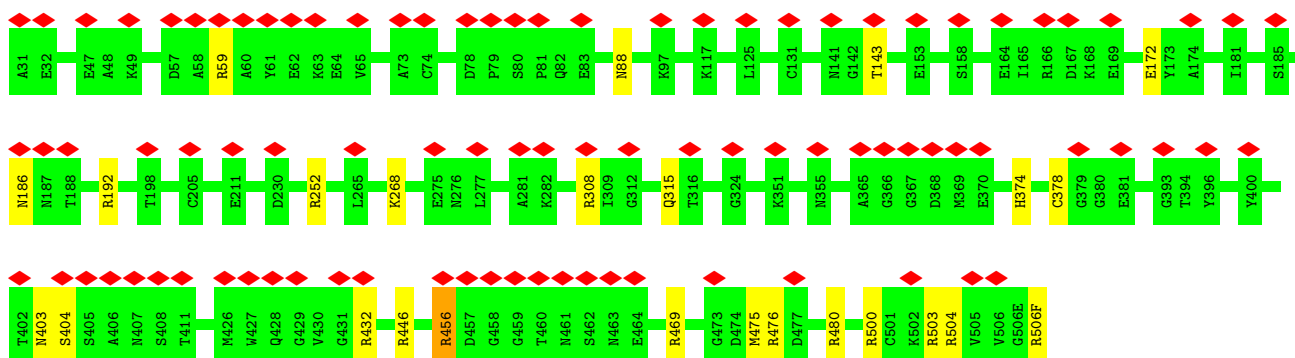 A31 E32 E47 A48 K49 D57 A58 R59 A60 Y61 E62 K63 E64 V65 A73 C74 D78 P79 S80 P81 Q82 E83 N88 K97 K117 L125 C131 N141 G142 T143 E153 S158 E164 I165 R166 D167 K168 E169 E172 Y173 A174 I181 S185
N186 N187 T188 R192 T198 C205 E211 D230 R252 L265 K268 E275 N276 L277 A281 K282 R308 I309 G312 Q315 T316 G324 K351 N355 A365 G366 G367 D368 M369 E370 H374 C378 G379 G380 E381 G393 T394 Y396 Y400
T402 N403 S404 S405 A406 N407 S408 T411 M426 W427 Q428 G429 V430 G431 R432 R446 R456 D457 G458 G459 T460 N461 S462 N463 E464 R469 G473 D474 M475 R476 D477 R480 R500 C501 K502 R503 R504 V505 V506 G506E R506F